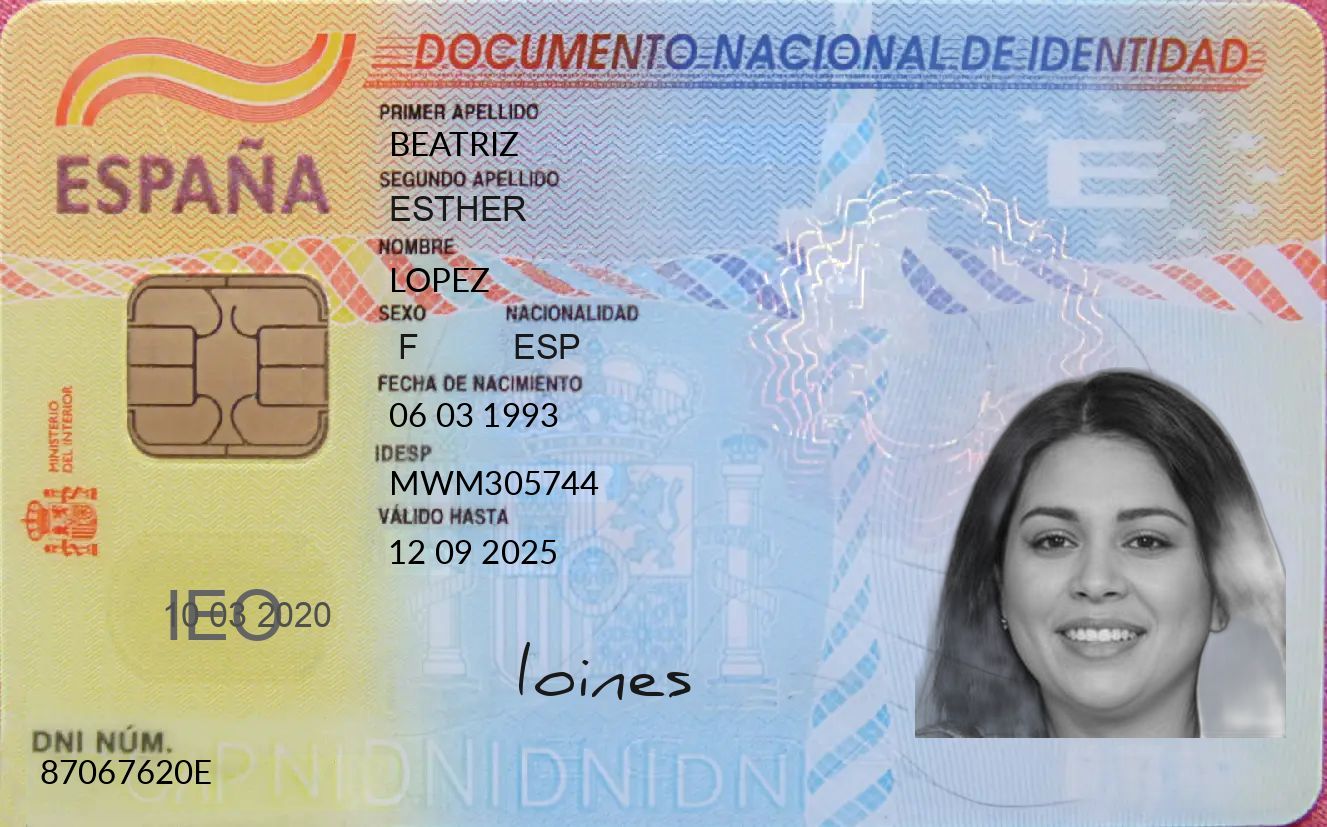 DOCUMENTO NACIONAL DE IDENTIDAD
ESPAÑA
PRIMER APELLIDO
BEATRIZ
SEGUNDO APELLIDO
ESTHER
NOMBRE
LOPEZ
SEXO NACIONALIDAD
F ESP
FECHA DE NACIMIENTO
06 03 1993
IDESP
MWM305744
VÁLIDO HASTA
12 09 2025
MINISTERIO
DEL INTERIOR
E
IEO
10 03 2020
loines
DNI NÚM.
87067620E
DNIDNIDNIDN